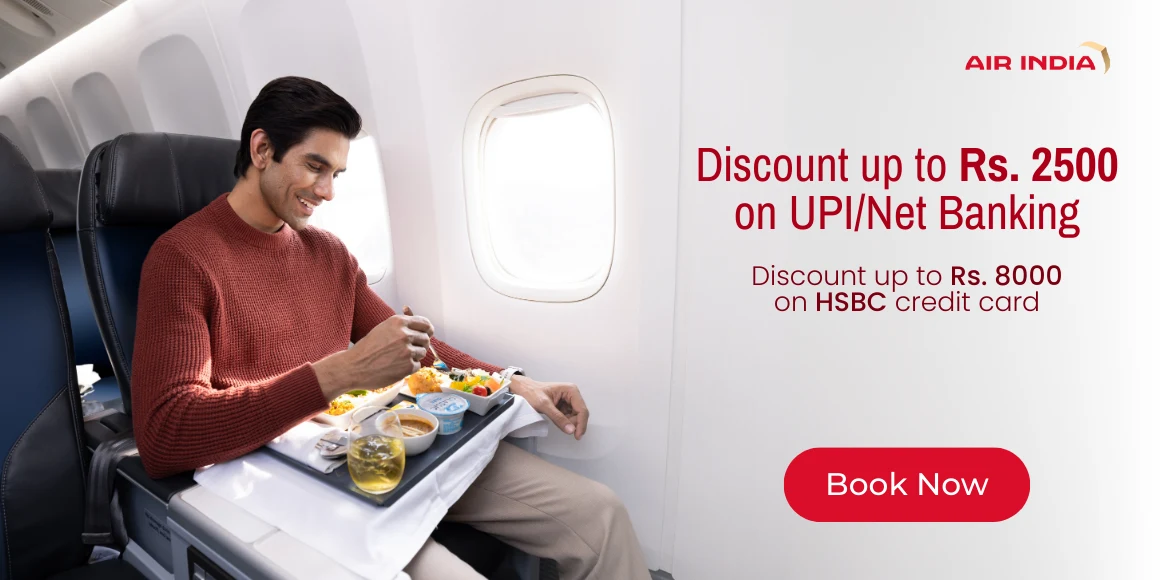 AIR INDIA
Discount up to Rs. 2500
on UPI/Net Banking
Discount up to Rs. 8000
on HSBC credit card
Book Now